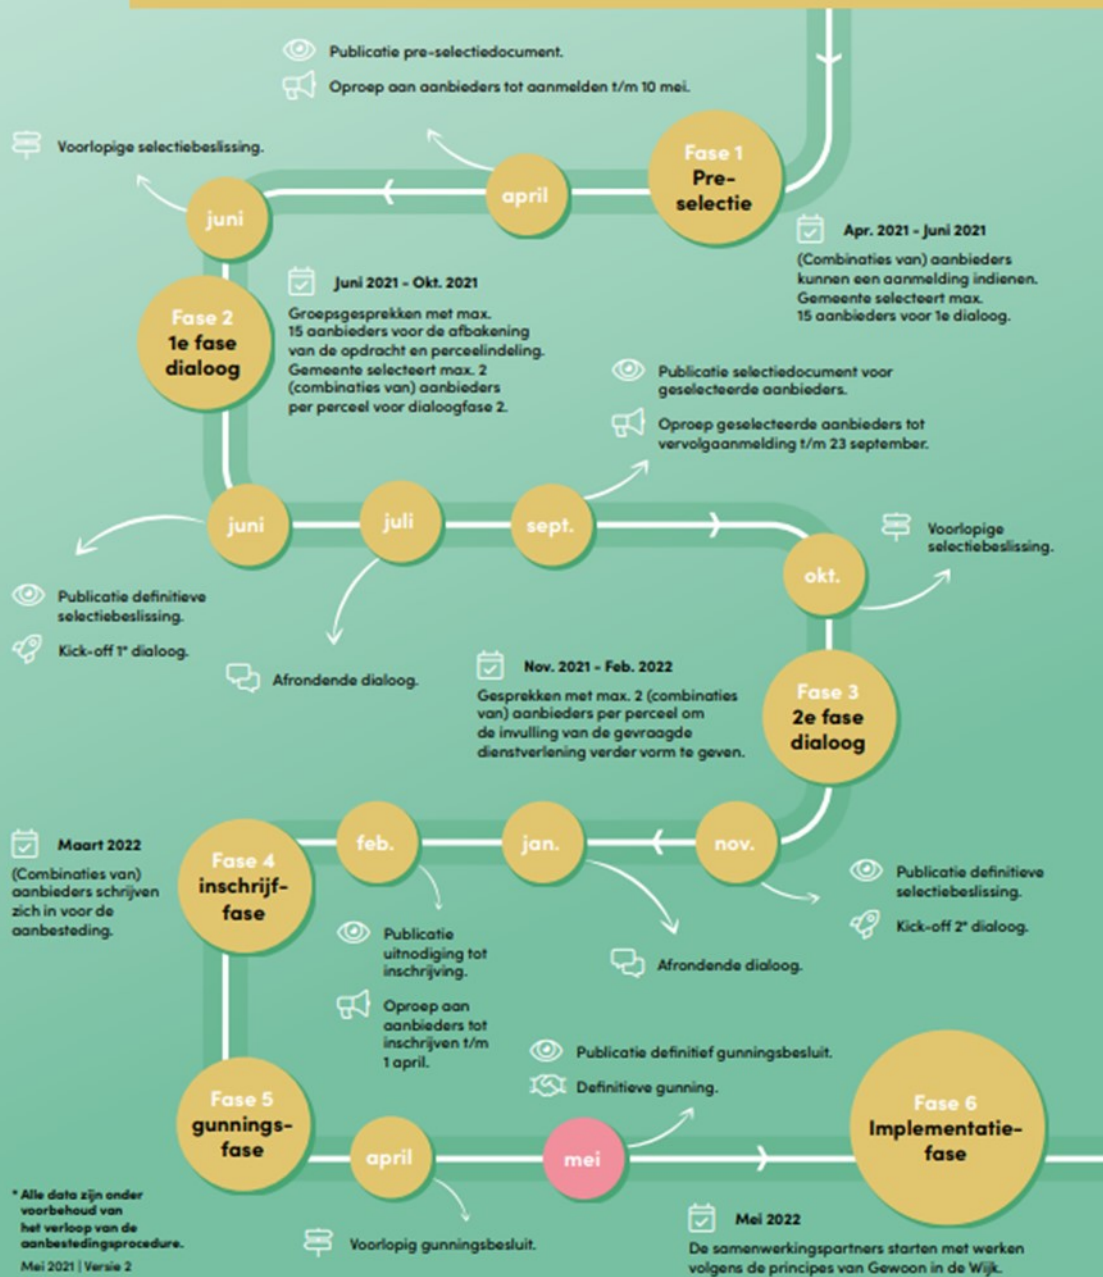 Publicatie pre-selectiedocument.
Oproep aan aanbieders tot aanmelden t/m 10 mei.
Voorlopige selectiebeslissing.
Fase 1
Pre-
selectie
april
juni
Apr. 2021 - Juni 2021
(Combinaties van) aanbieders
kunnen een aanmelding indienen.
Gemeente selecteert max.
15 aanbieders voor 1e dialoog.
Fase 2
1e fase
dialoog
Juni 2021 - Okt. 2021
Groepsgesprekken met max.
15 aanbieders voor de afbakening
van de opdracht en perceelindeling.
Gemeente selecteert max. 2
(combinaties van) aanbieders
per perceel voor dialoogfase 2.
Publicatie selectiedocument voor
geselecteerde aanbieders.
Oproep geselecteerde aanbieders tot
vervolgaanmelding t/m 23 september.
juni
juli
sept.
okt.
Voorlopige
selectiebeslissing.
Publicatie definitieve
selectiebeslissing.
Kick-off 1e dialoog.
Afrondende dialoog.
Nov. 2021 - Feb. 2022
Gesprekken met max. 2 (combinaties
van) aanbieders per perceel om
de invulling van de gevraagde
dienstverlening verder vorm te geven.
Fase 3
2e fase
dialoog
Maart 2022
(Combinaties van)
aanbieders schrijven
zich in voor de
aanbesteding.
Fase 4
inschrijf-
fase
feb.
jan.
nov.
Publicatie definitieve
selectiebeslissing.
Kick-off 2e dialoog.
Publicatie
uitnodiging tot
inschrijving.
Oproep aan
aanbieders tot
inschrijven t/m
1 april.
Afrondende dialoog.
Publicatie definitief gunningsbesluit.
Definitieve gunning.
Fase 5
gunnings-
fase
april
mei
Fase 6
Implementatie-
fase
* Alle data zijn onder
voorbehoud van
het verloop van de
aanbestedingsprocedure.
Mei 2021 | Versie 2
Voorlopig gunningsbesluit.
Mei 2022
De samenwerkingspartners starten met werken
volgens de principes van Gewoon in de Wijk.